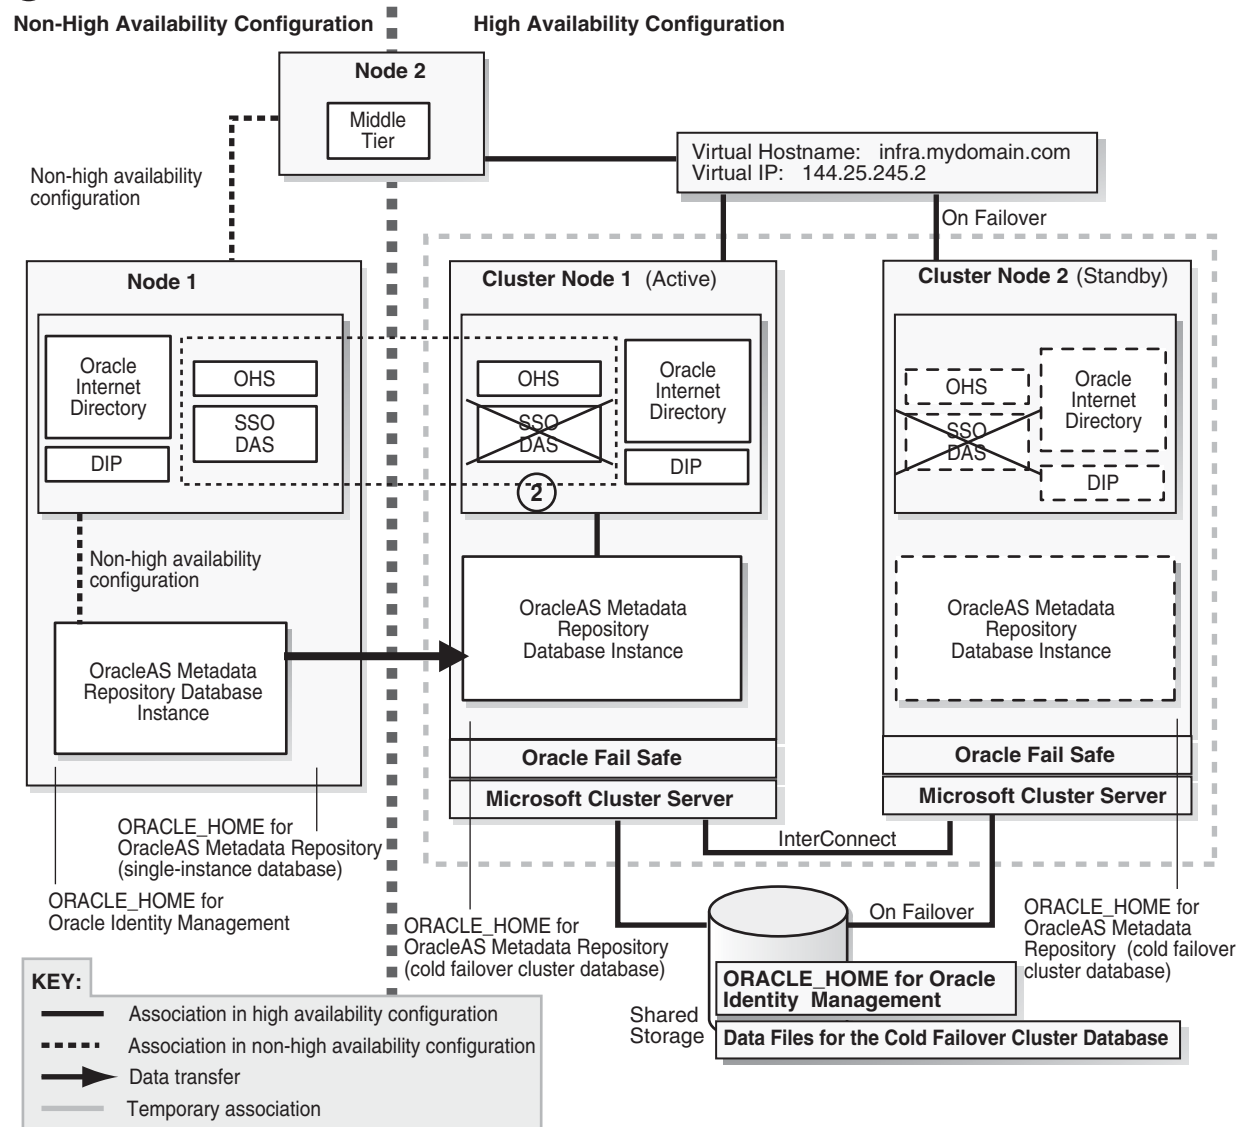 Non-High Availability Configuration
High Availability Configuration
Node 2
Middle
Tier
Virtual Hostname: infra.mydomain.com
Virtual IP: 144.25.245.2
Non-high availability
configuration
On Failover
Node 1
Oracle
Internet
Directory
DIP
OHS
SSO
DAS
Non-high availability
configuration
OracleAS Metadata
Repository Database
Instance
Cluster Node 1 (Active)
OHS
SSO
DAS
Oracle
Internet
Directory
DIP
2
OracleAS Metadata
Repository
Database Instance
Oracle Fail Safe
Microsoft Cluster Server
Cluster Node 2 (Standby)
OHS
SSO
DAS
Oracle
Internet
Directory
DIP
OracleAS Metadata
Repository
Database Instance
Oracle Fail Safe
Microsoft Cluster Server
InterConnect
ORACLE_HOME for
OracleAS Metadata Repository
(single-instance database)
ORACLE_HOME for
Oracle Identity Management
ORACLE_HOME for
OracleAS Metadata Repository
(cold failover cluster database)
On Failover
ORACLE_HOME for
OracleAS Metadata
Repository (cold failover
cluster database)
ORACLE_HOME for Oracle
Identity Management
Shared
Storage
Data Files for the Cold Failover Cluster Database
KEY:
Association in high availability configuration
Association in non-high availability configuration
Data transfer
Temporary association